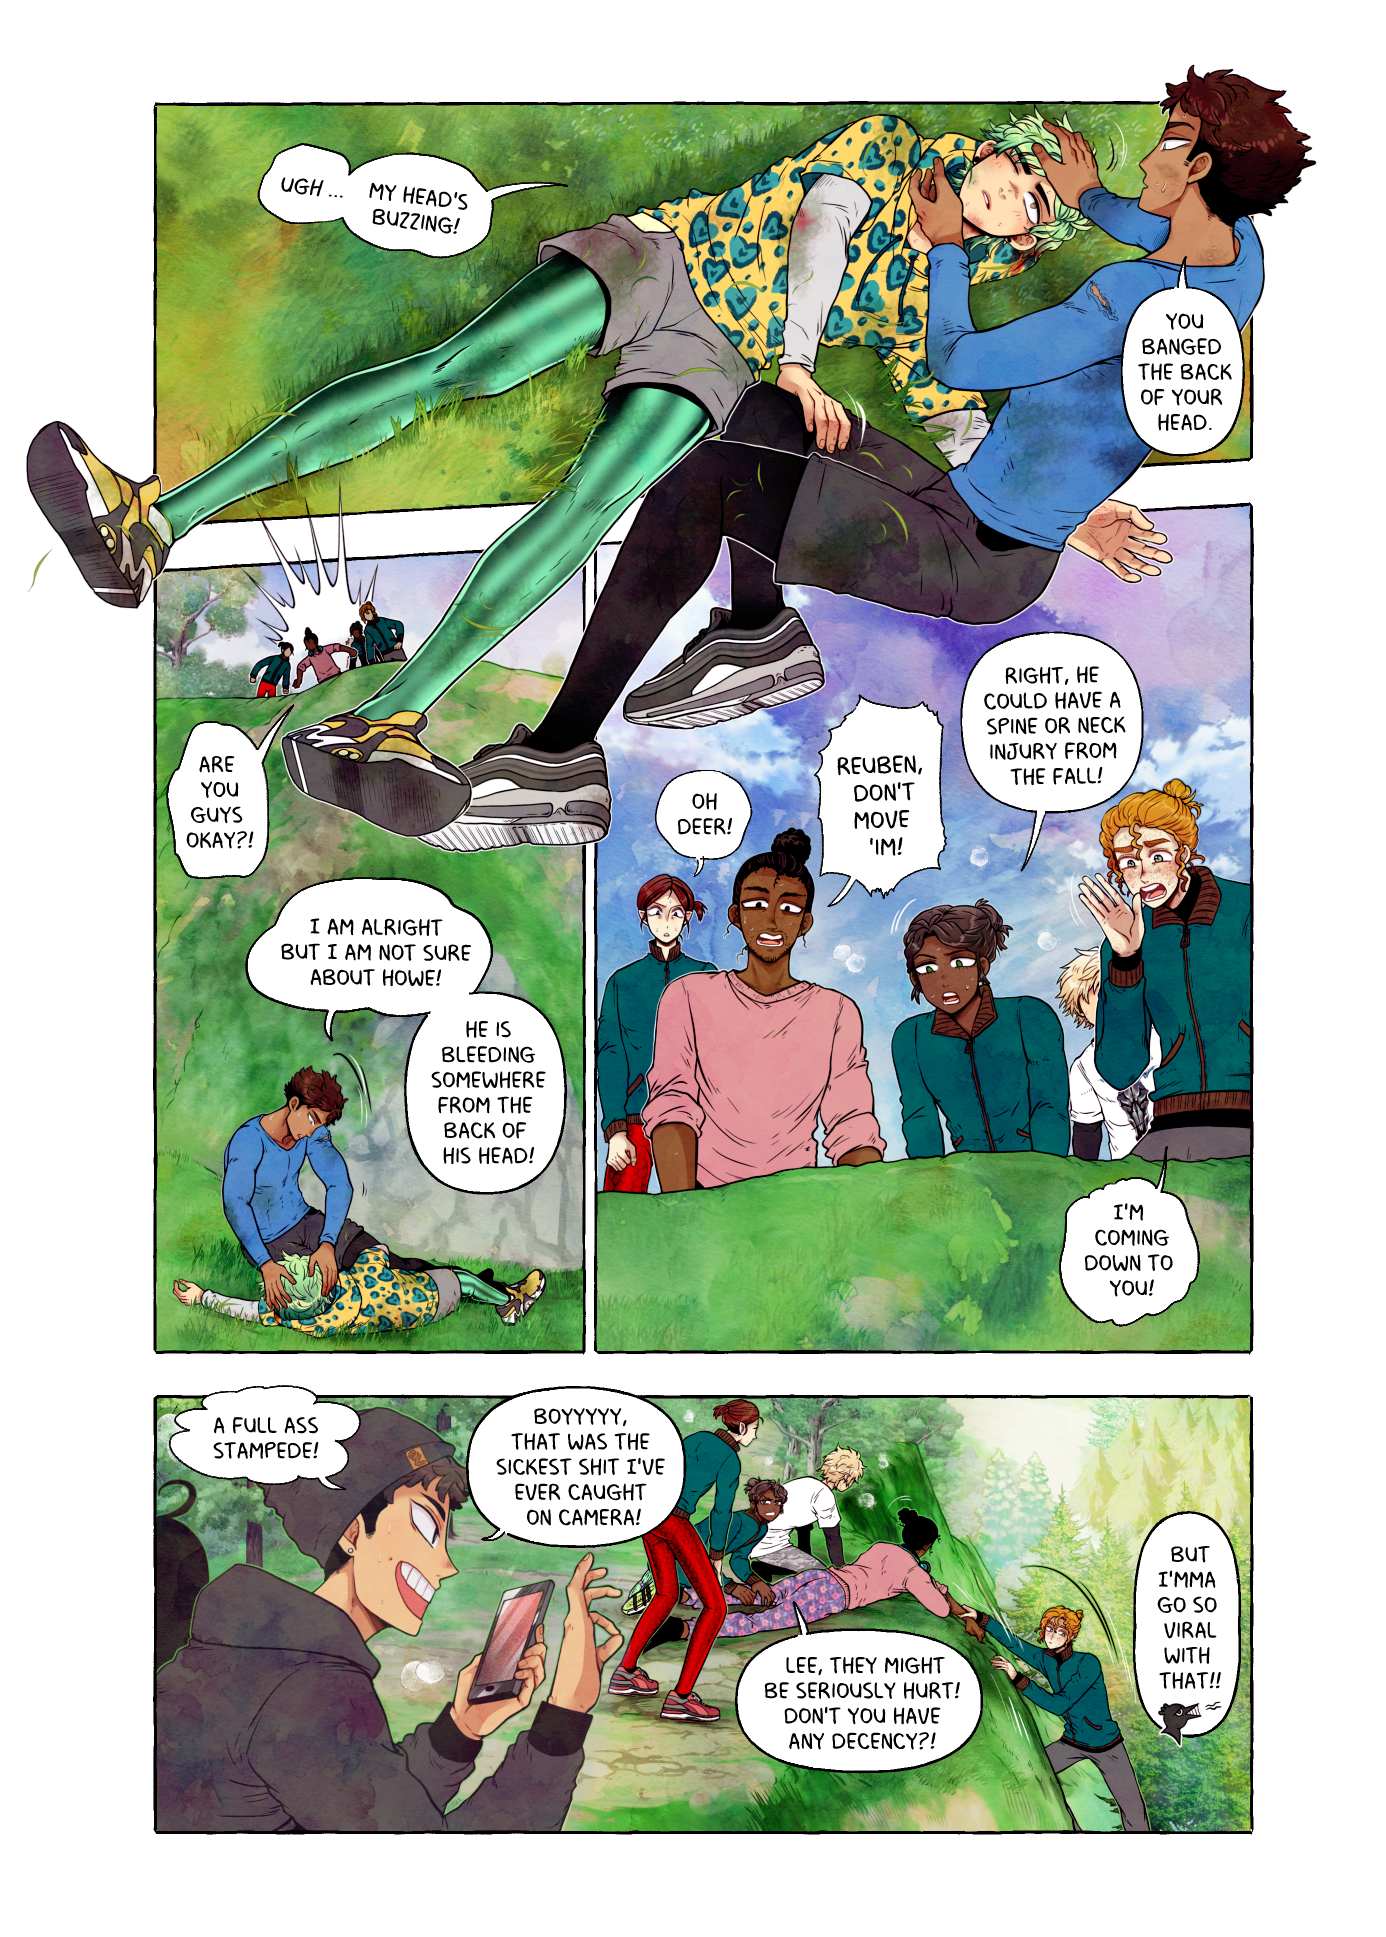 UGH ...
MY HEAD'S
BUZZING!
YOU
BANGED
THE BACK
OF YOUR
HEAD.
ARE
YOU
GUYS
OKAY?!
I AM ALRIGHT
BUT I AM NOT SURE
ABOUT HOWE!
HE IS
BLEEDING
SOMEWHERE
FROM THE
BACK OF
HIS HEAD!
OH
DEER!
REUBEN,
DON'T
MOVE
'IM!
RIGHT, HE
COULD HAVE A
SPINE OR NECK
INJURY FROM
THE FALL!
I'M
COMING
DOWN TO
YOU!
A FULL ASS
STAMPEDE!
BOYYYYY,
THAT WAS THE
SICKEST SHIT I'VE
EVER CAUGHT
ON CAMERA!
LEE, THEY MIGHT
BE SERIOUSLY HURT!
DON'T YOU HAVE
ANY DECENCY?!
BUT
I'MMA
GO SO
VIRAL
WITH
THAT!!